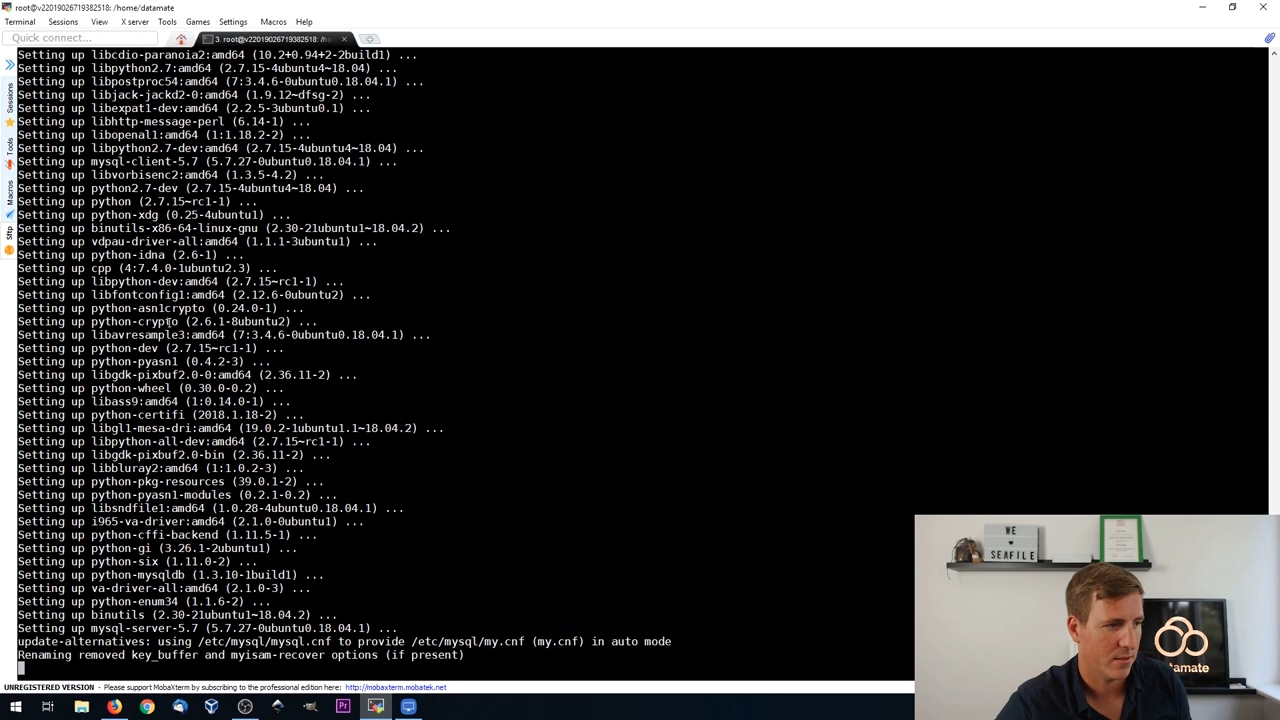 root@v22019026719382518: /home/datamate
Terminal Sessions View X server Tools Games Settings Macros Help
Quick connect...
3. root@v22019026719382518: /h
Setting up libcdio-paranoia2:amd64 (10.2+0.94+2-2build1) ...
Setting up libpython2.7:amd64 (2.7.15-4ubuntu4~18.04) ...
Setting up libpostproc54:amd64 (7:3.4.6-0ubuntu0.18.04.1) ...
Setting up libjack-jackd2-0:amd64 (1.9.12~dfsg-2) ...
Setting up libexpat1-dev:amd64 (2.2.5-3ubuntu0.1) ...
Setting up libhttp-message-perl (6.14-1) ...
Setting up libopenal1:amd64 (1:1.18.2-2) ...
Setting up libpython2.7-dev:amd64 (2.7.15-4ubuntu4~18.04) ...
Setting up mysql-client-5.7 (5.7.27-0ubuntu0.18.04.1) ...
Setting up libvorbisenc2:amd64 (1.3.5-4.2) ...
Setting up python2.7-dev (2.7.15-4ubuntu4~18.04) ...
Setting up python (2.7.15~rc1-1) ...
Setting up python-xdg (0.25-4ubuntu1) ...
Setting up binutils-x86-64-linux-gnu (2.30-21ubuntu1~18.04.2) ...
Setting up vdpau-driver-all:amd64 (1.1.1-3ubuntu1) ...
Setting up python-idna (2.6-1) ...
Setting up cpp (4:7.4.0-1ubuntu2.3) ...
Setting up libpython-dev:amd64 (2.7.15~rc1-1) ...
Setting up libfontconfig1:amd64 (2.12.6-0ubuntu2) ...
Setting up python-asn1crypto (0.24.0-1) ...
Setting up python-crypto (2.6.1-8ubuntu2) ...
Setting up libavresample3:amd64 (7:3.4.6-0ubuntu0.18.04.1) ...
Setting up python-dev (2.7.15~rc1-1) ...
Setting up python-pyasn1 (0.4.2-3) ...
Setting up libgdk-pixbuf2.0-0:amd64 (2.36.11-2) ...
Setting up python-wheel (0.30.0-0.2) ...
Setting up libass9:amd64 (1:0.14.0-1) ...
Setting up python-certifi (2018.1.18-2) ...
Setting up libgl1-mesa-dri:amd64 (19.0.2-1ubuntu1.1~18.04.2) ...
Setting up libpython-all-dev:amd64 (2.7.15~rc1-1) ...
Setting up libgdk-pixbuf2.0-bin (2.36.11-2) ...
Setting up libbluray2:amd64 (1:1.0.2-3) ...
Setting up python-pkg-resources (39.0.1-2) ...
Setting up python-pyasn1-modules (0.2.1-0.2) ...
Setting up libsndfile1:amd64 (1.0.28-4ubuntu0.18.04.1) ...
Setting up i965-va-driver:amd64 (2.1.0-0ubuntu1) ...
Setting up python-cffi-backend (1.11.5-1) ...
Setting up python-gi (3.26.1-2ubuntu1) ...
Setting up python-six (1.11.0-2) ...
Setting up python-mysqldb (1.3.10-1build1) ...
Setting up va-driver-all:amd64 (2.1.0-3) ...
Setting up python-enum34 (1.1.6-2) ...
Setting up binutils (2.30-21ubuntu1~18.04.2) ...
Setting up mysql-server-5.7 (5.7.27-0ubuntu0.18.04.1) ...
update-alternatives: using /etc/mysql/mysql.cnf to provide /etc/mysql/my.cnf (my.cnf) in auto mode
Renaming removed key_buffer and myisam-recover options (if present)
Sessions
Tools
Macros
Sftp
WE
SEAFILE
atamate
UNREGISTERED VERSION - Please support MobaXterm by subscribing to the professional edition here: http://mobaxterm.mobatek.net
Pr